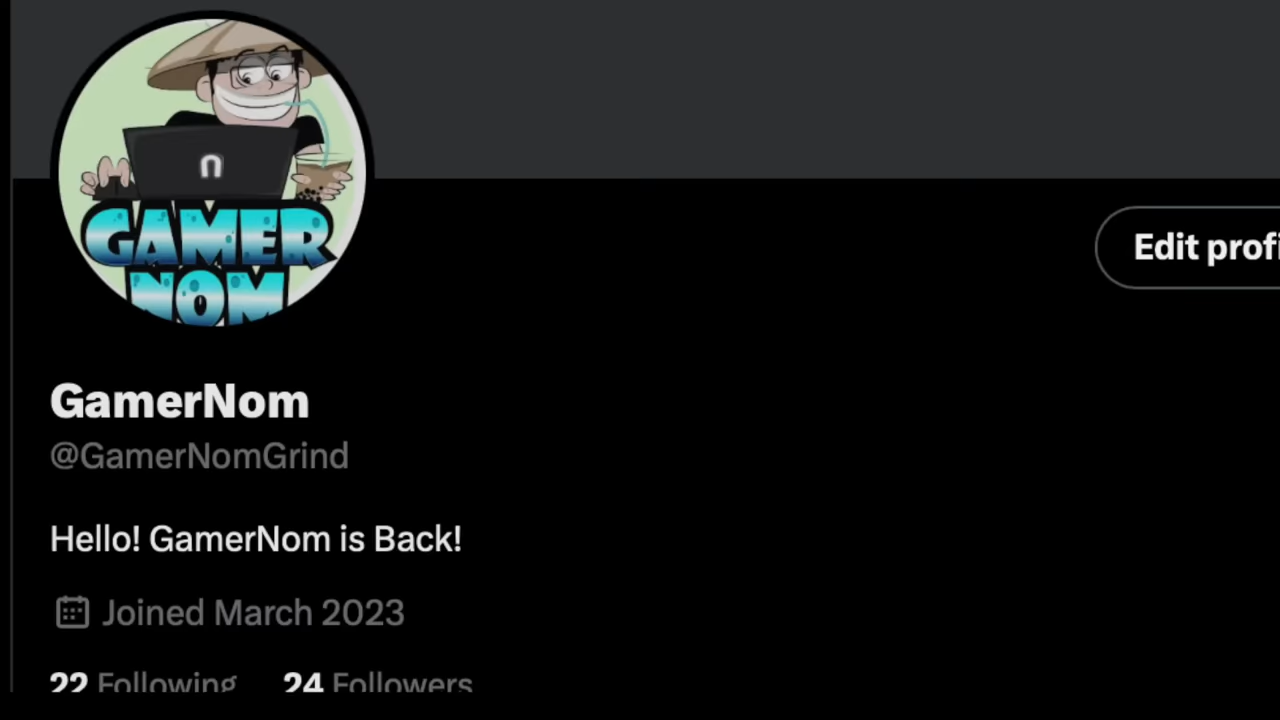 GAMER
NOM
Edit profi
GamerNom
@GamerNomGrind
Hello! GamerNom is Back!
Joined March 2023
22 Following 24 Followers